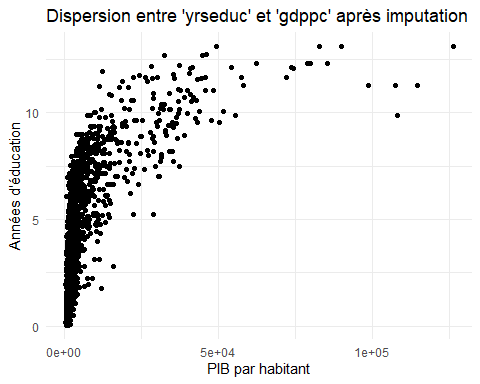 Dispersion entre 'yrseduc' et 'gdppc' après imputation
Années d'éducation
10
5
0
0e+00 5e+04 1e+05
PIB par habitant